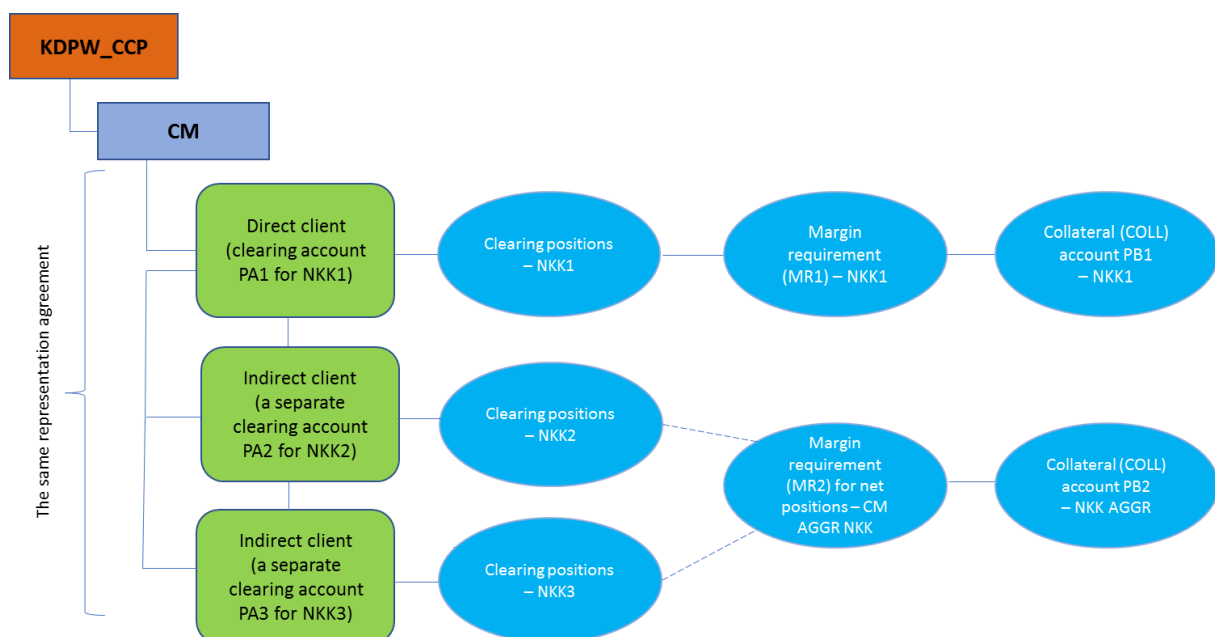 KDPW_CCP
CM
The same representation agreement
Direct client
(clearing account
PA1 for NKK1)
Clearing positions
– NKK1
Margin
requirement
(MR1) – NKK1
Collateral (COLL)
account PB1
– NKK1
Indirect client
(a separate
clearing account
PA2 for NKK2)
Clearing positions
– NKK2
Margin
requirement
(MR2) for net
positions – CM
AGGR NKK
Collateral (COLL)
account PB2
– NKK AGGR
Indirect client
(a separate
clearing account
PA3 for NKK3)
Clearing positions
– NKK3